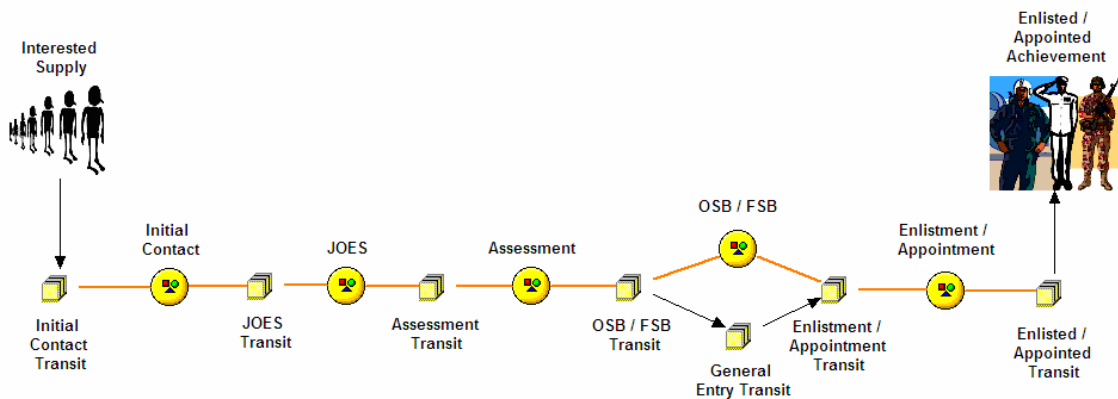 Interested
Supply
Enlisted /
Appointed
Achievement
Initial
Contact
JOES
Assessment
OSB / FSB
Enlistment /
Appointment
Initial
Contact
Transit
JOES
Transit
Assessment
Transit
OSB / FSB
Transit
General
Entry Transit
Enlistment /
Appointment
Transit
Enlisted /
Appointed
Transit